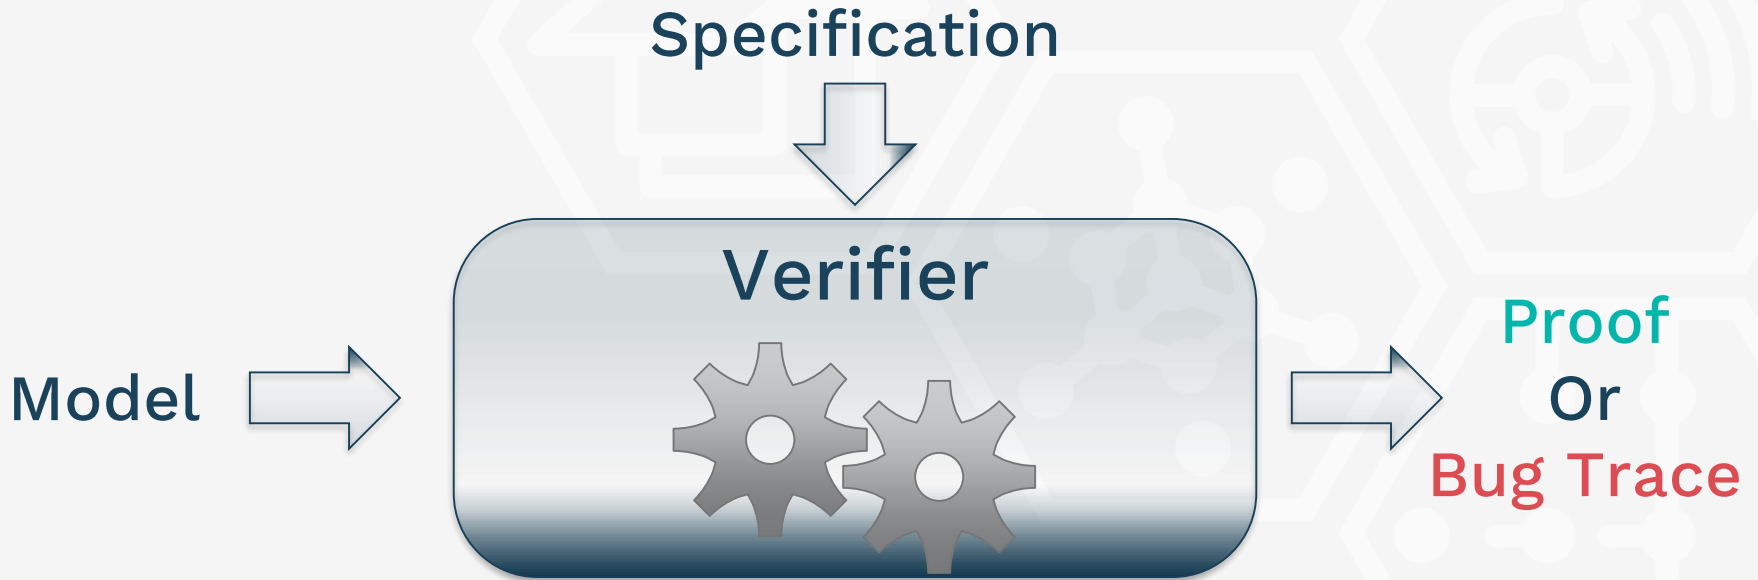 Specification
Verifier
Model
Proof
Or
Bug Trace